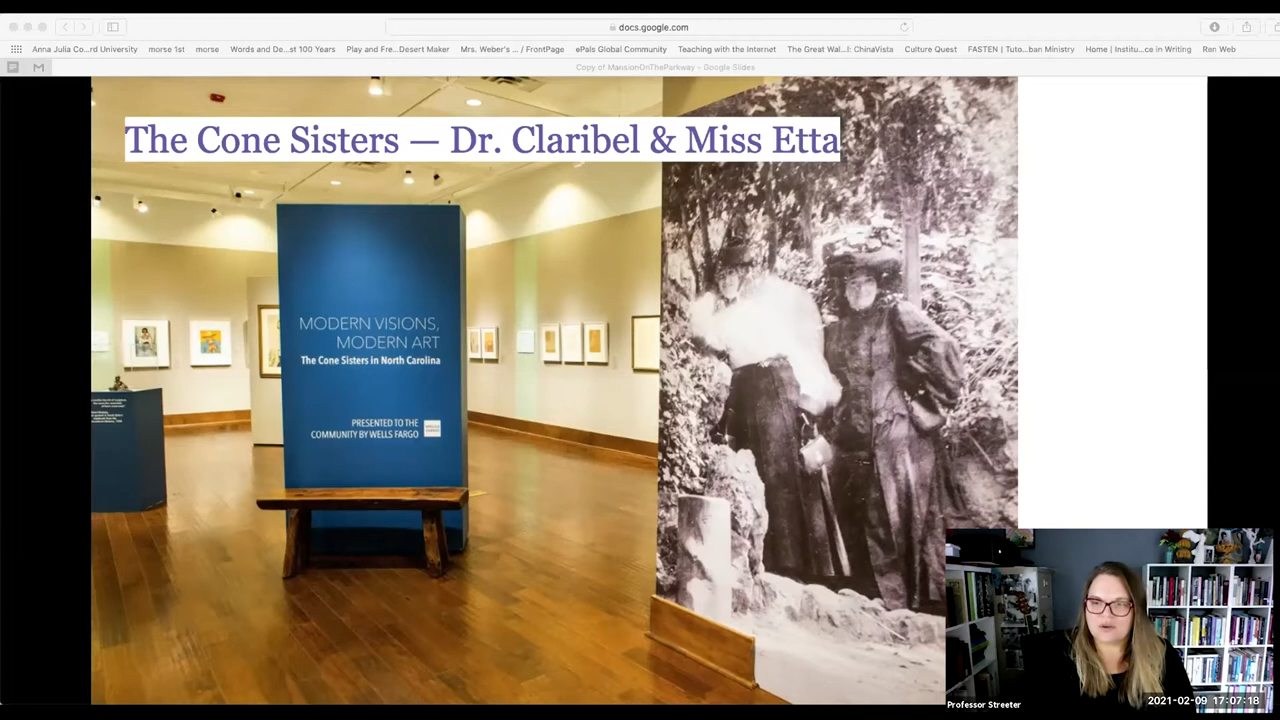 docs.google.com
Anna Julia Co...rd University morse 1st morse Words and De...st 100 Years Play and Fre...Desert Maker Mrs. Weber's ... / FrontPage ePals Global Community Teaching with the Internet The Great Wal...l: ChinaVista Culture Quest FASTEN | Tuto...ban Ministry Home | Institu...ce in Writing Ran Web
Copy of MansionOnTheParkway - Google Slides
The Cone Sisters — Dr. Claribel & Miss Etta
MODERN VISIONS,
MODERN ART
The Cone Sisters in North Carolina
PRESENTED TO THE
COMMUNITY BY WELLS FARGO
Professor Streeter
2021-02-09 17:07:18